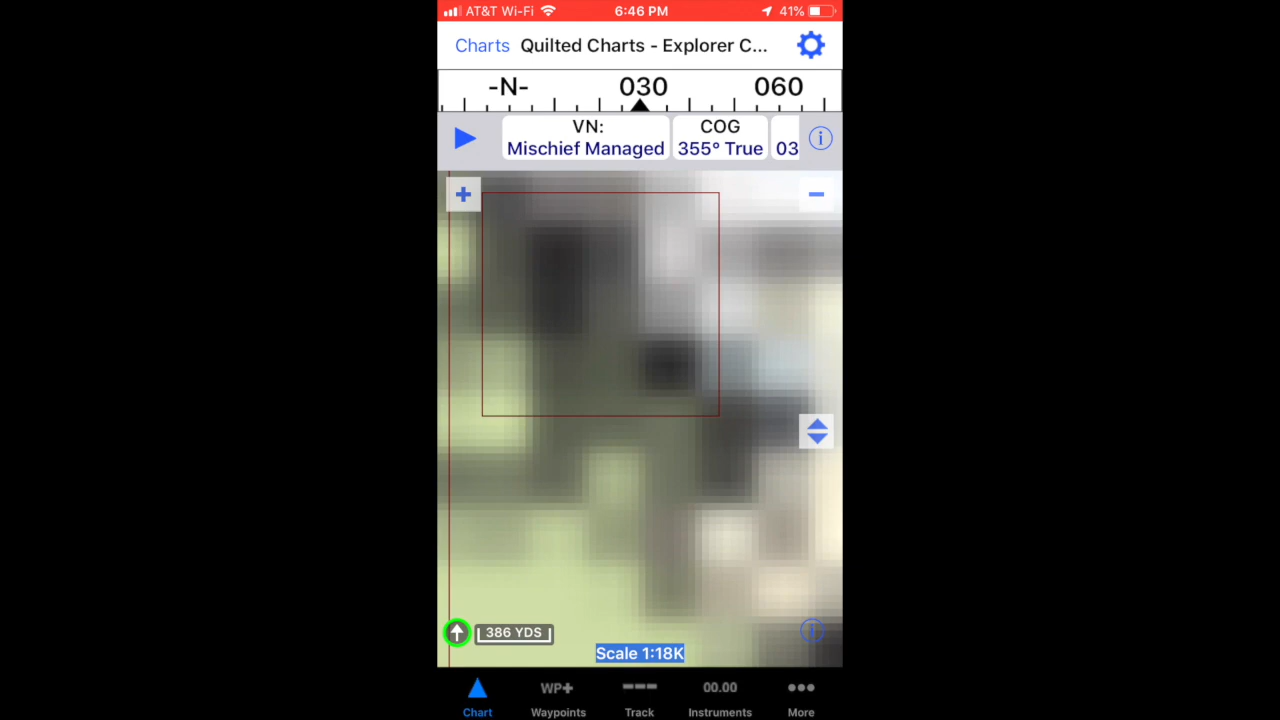 AT&T Wi-Fi 6:46 PM 41%
Charts Quilted Charts - Explorer C...
-N- 030 060
VN: COG
Mischief Managed 355° True 03
386 YDS
Scale 1:18K
WP+ 00.00
Chart Waypoints Track Instruments More